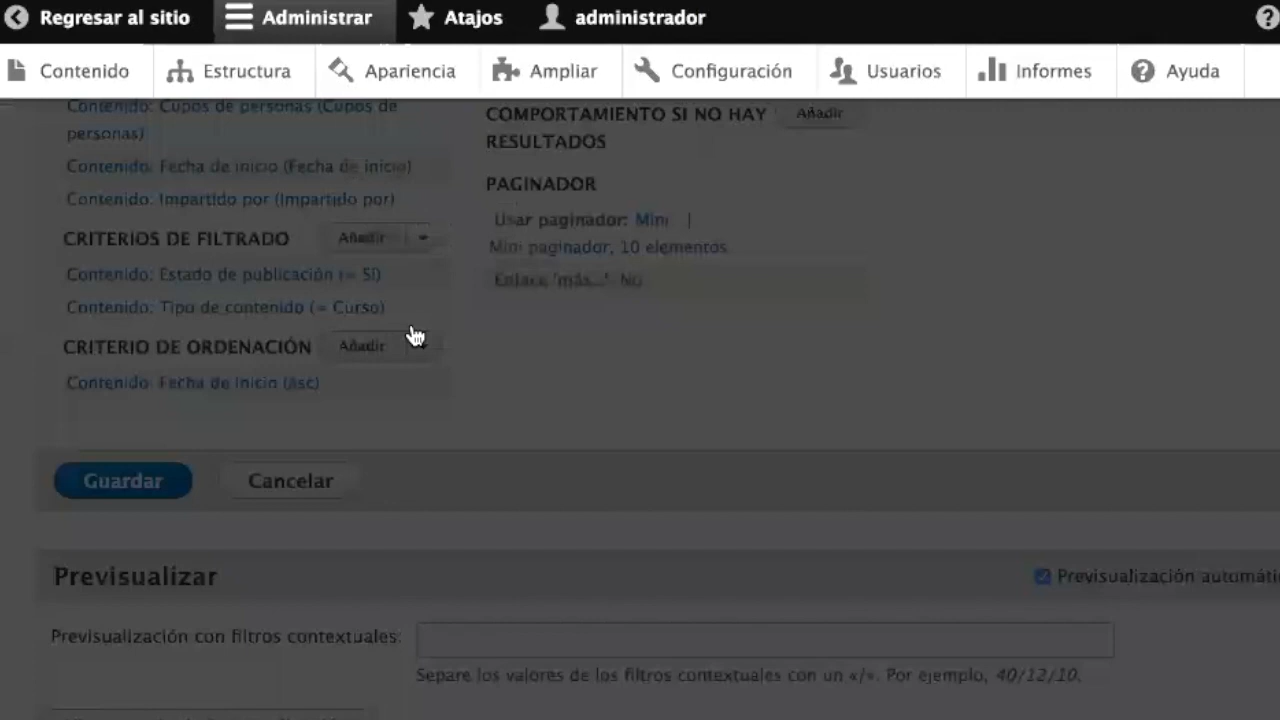 Regresar al sitio Administrar Atajos administrador
Contenido Estructura Apariencia Ampliar Configuración Usuarios Informes Ayuda
Contenido: Cupos de personas (Cupos de
personas)
Contenido: Fecha de inicio (Fecha de inicio)
Contenido: Impartido por (Impartido por)
CRITERIOS DE FILTRADO Añadir
Contenido: Estado de publicación (= Sí)
Contenido: Tipo de contenido (= Curso)
CRITERIO DE ORDENACIÓN Añadir
Contenido: Fecha de inicio (asc)
COMPORTAMIENTO SI NO HAY Añadir
RESULTADOS
PAGINADOR
Usar paginador: Mini |
Mini paginador, 10 elementos
Enlace 'más...': No
Guardar Cancelar
Previsualizar
Previsualización con filtros contextuales:
Separe los valores de los filtros contextuales con un «/». Por ejemplo, 40/12/10.